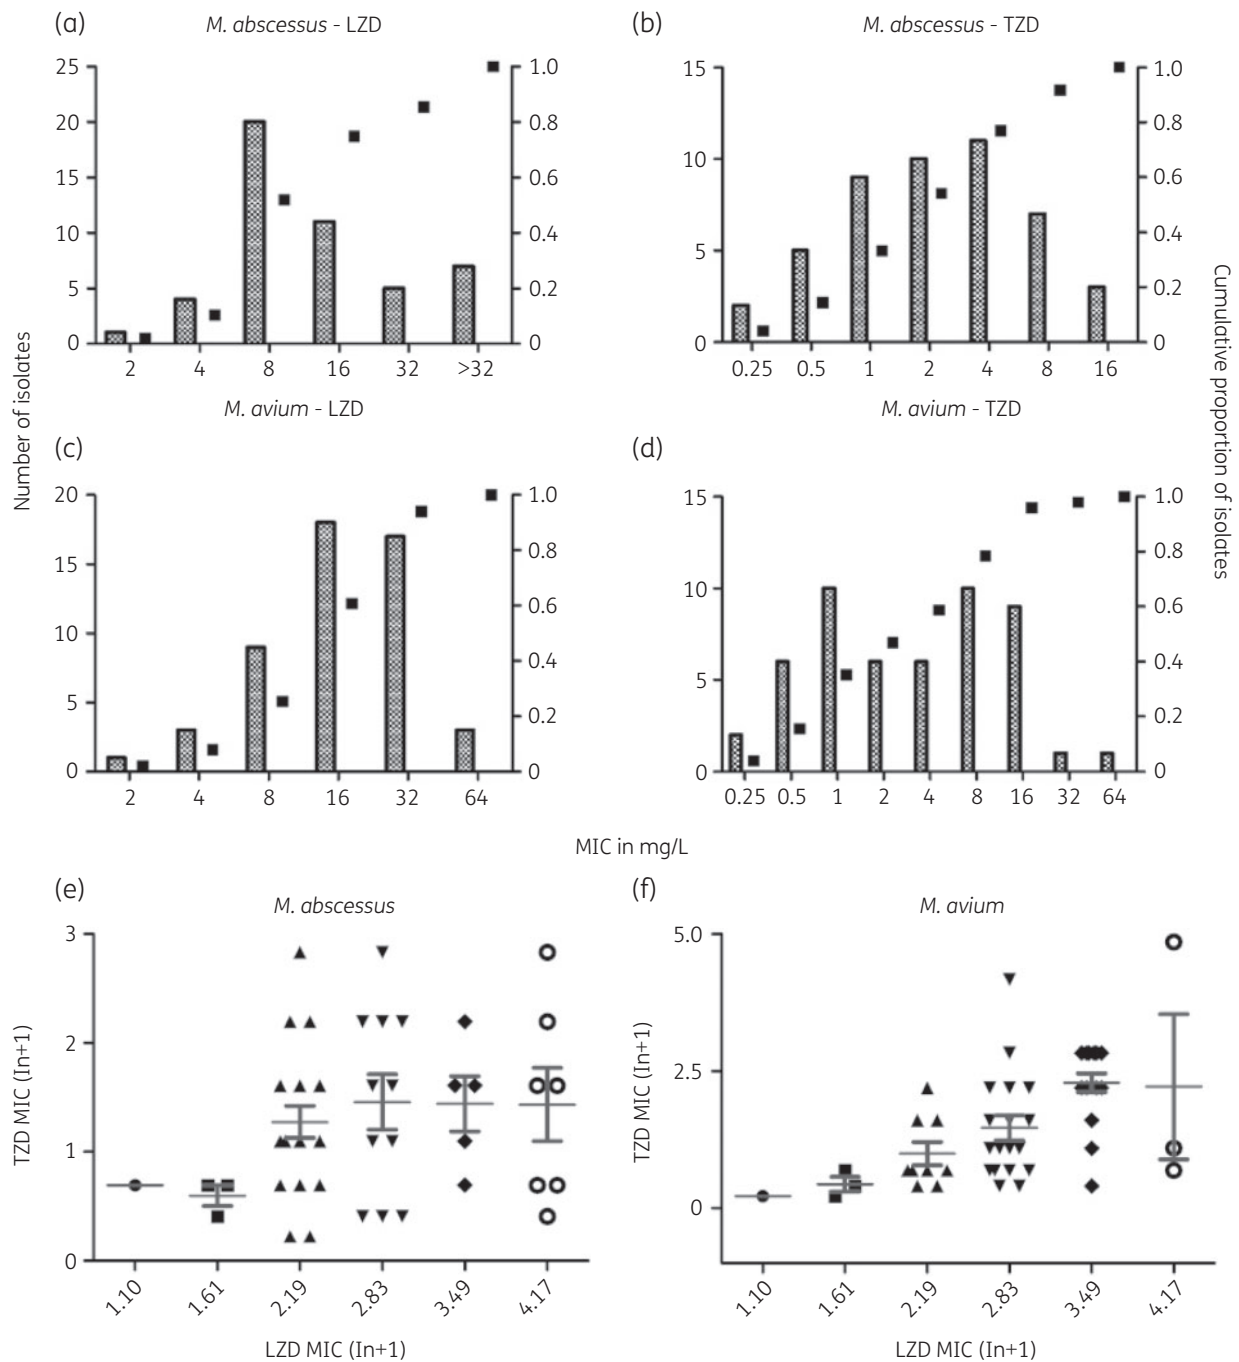 (a)
M. abscessus - LZD
25
20
15
10
5
0
1.0
0.8
0.6
0.4
0.2
0
2 4 8 16 32 >32
(b)
M. abscessus - TZD
15
10
5
0
1.0
0.8
0.6
0.4
0.2
0
0.25 0.5 1 2 4 8 16
Number of isolates
Cumulative proportion of isolates
(c)
M. avium - LZD
20
15
10
5
0
1.0
0.8
0.6
0.4
0.2
0
2 4 8 16 32 64
(d)
M. avium - TZD
15
10
5
0
1.0
0.8
0.6
0.4
0.2
0
0.25 0.5 1 2 4 8 16 32 64
MIC in mg/L
(e)
M. abscessus
TZD MIC (In+1)
3
2
1
0
1.10 1.61 2.19 2.83 3.49 4.17
LZD MIC (In+1)
(f)
M. avium
TZD MIC (In+1)
5.0
2.5
0
1.10 1.61 2.19 2.83 3.49 4.17
LZD MIC (In+1)